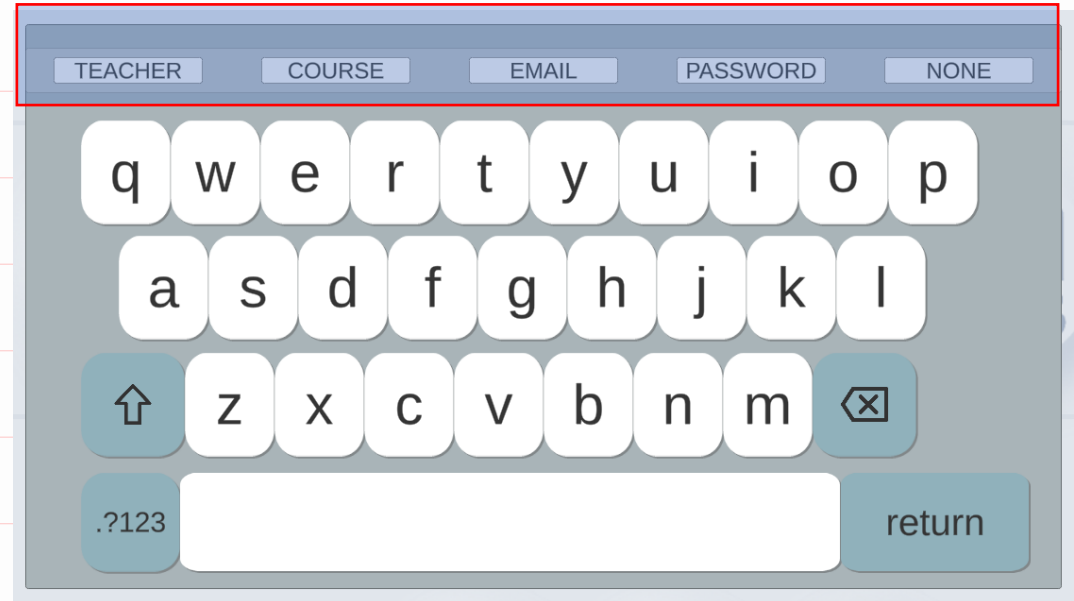 TEACHER COURSE EMAIL PASSWORD NONE
q w e r t y u i o p
a s d f g h j k l
z x c v b n m
.?123 return